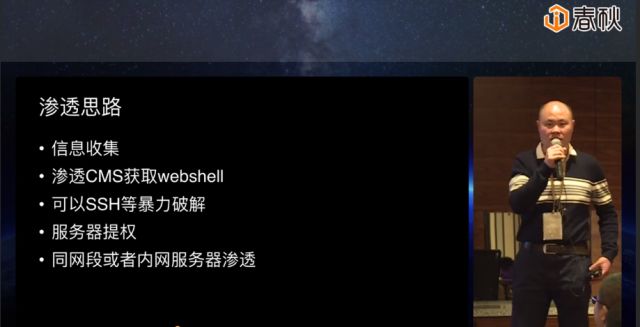 春秋
渗透思路
• 信息收集
• 渗透CMS获取webshell
• 可以SSH等暴力破解
• 服务器提权
• 同网段或者内网服务器渗透